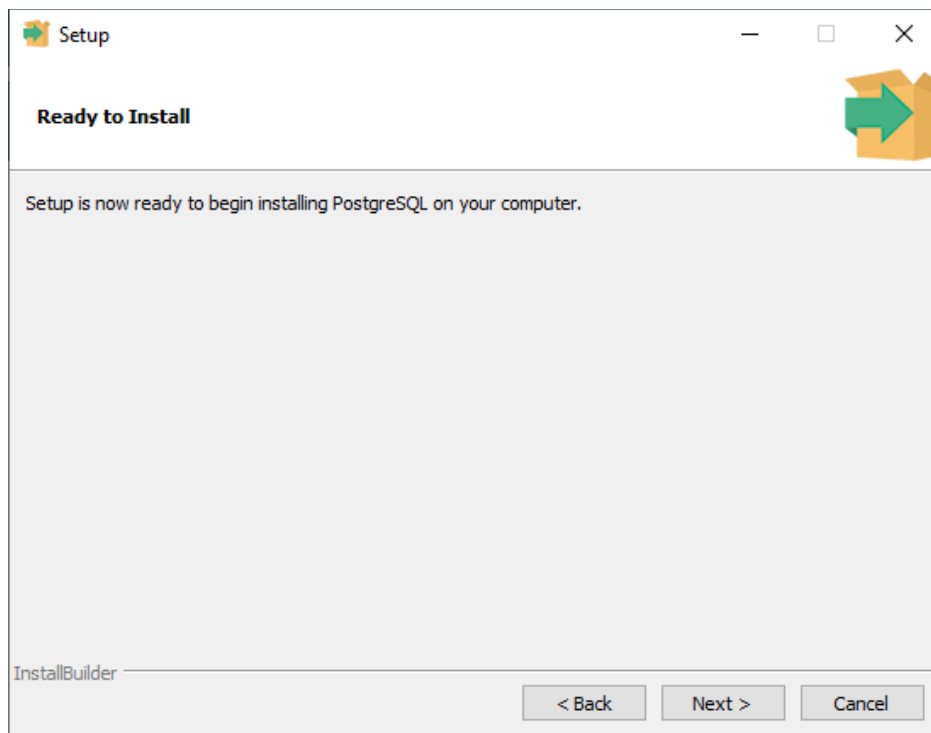 Setup
Ready to Install
Setup is now ready to begin installing PostgreSQL on your computer.
InstallBuilder
< Back Next > Cancel